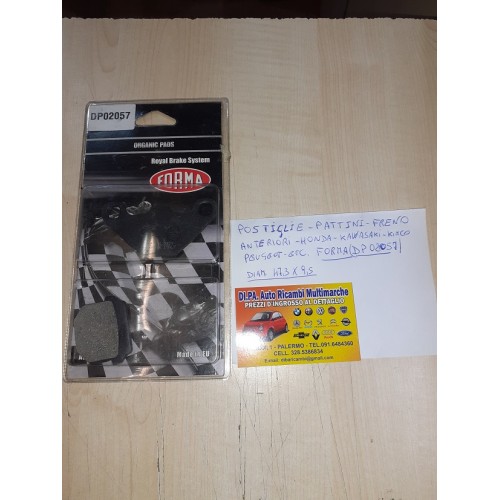 DP02057
ORGANIC PADS
Royal Brake System
FORMA
Made in EU
POSTIGLIE-PATTINI-FRENO
ANTERIORI-HONDA-KAWASAKI-KIMCO
PEUGEOT-ETC. FORMA(DP02057)
DIAM 47,3 X 9,5
DI.PA. Auto Ricambi Multimarche
PREZZI D'INGROSSO AL DETTAGLIO
- PALERMO - TEL.091.6484360
CELL. 328.5386834